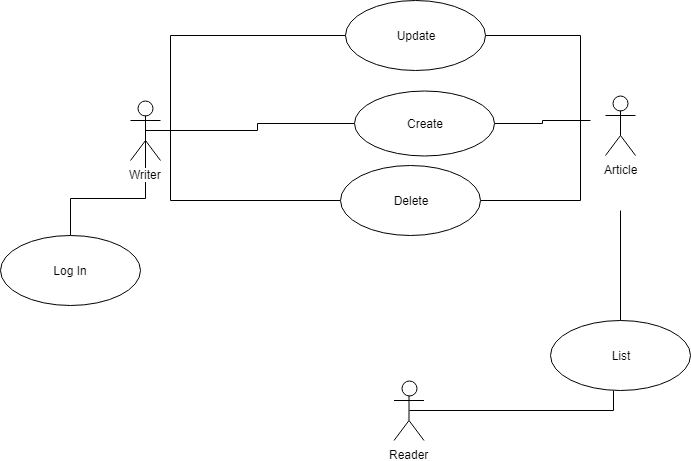 Update
Create
Writer
Article
Delete
Log In
List
Reader